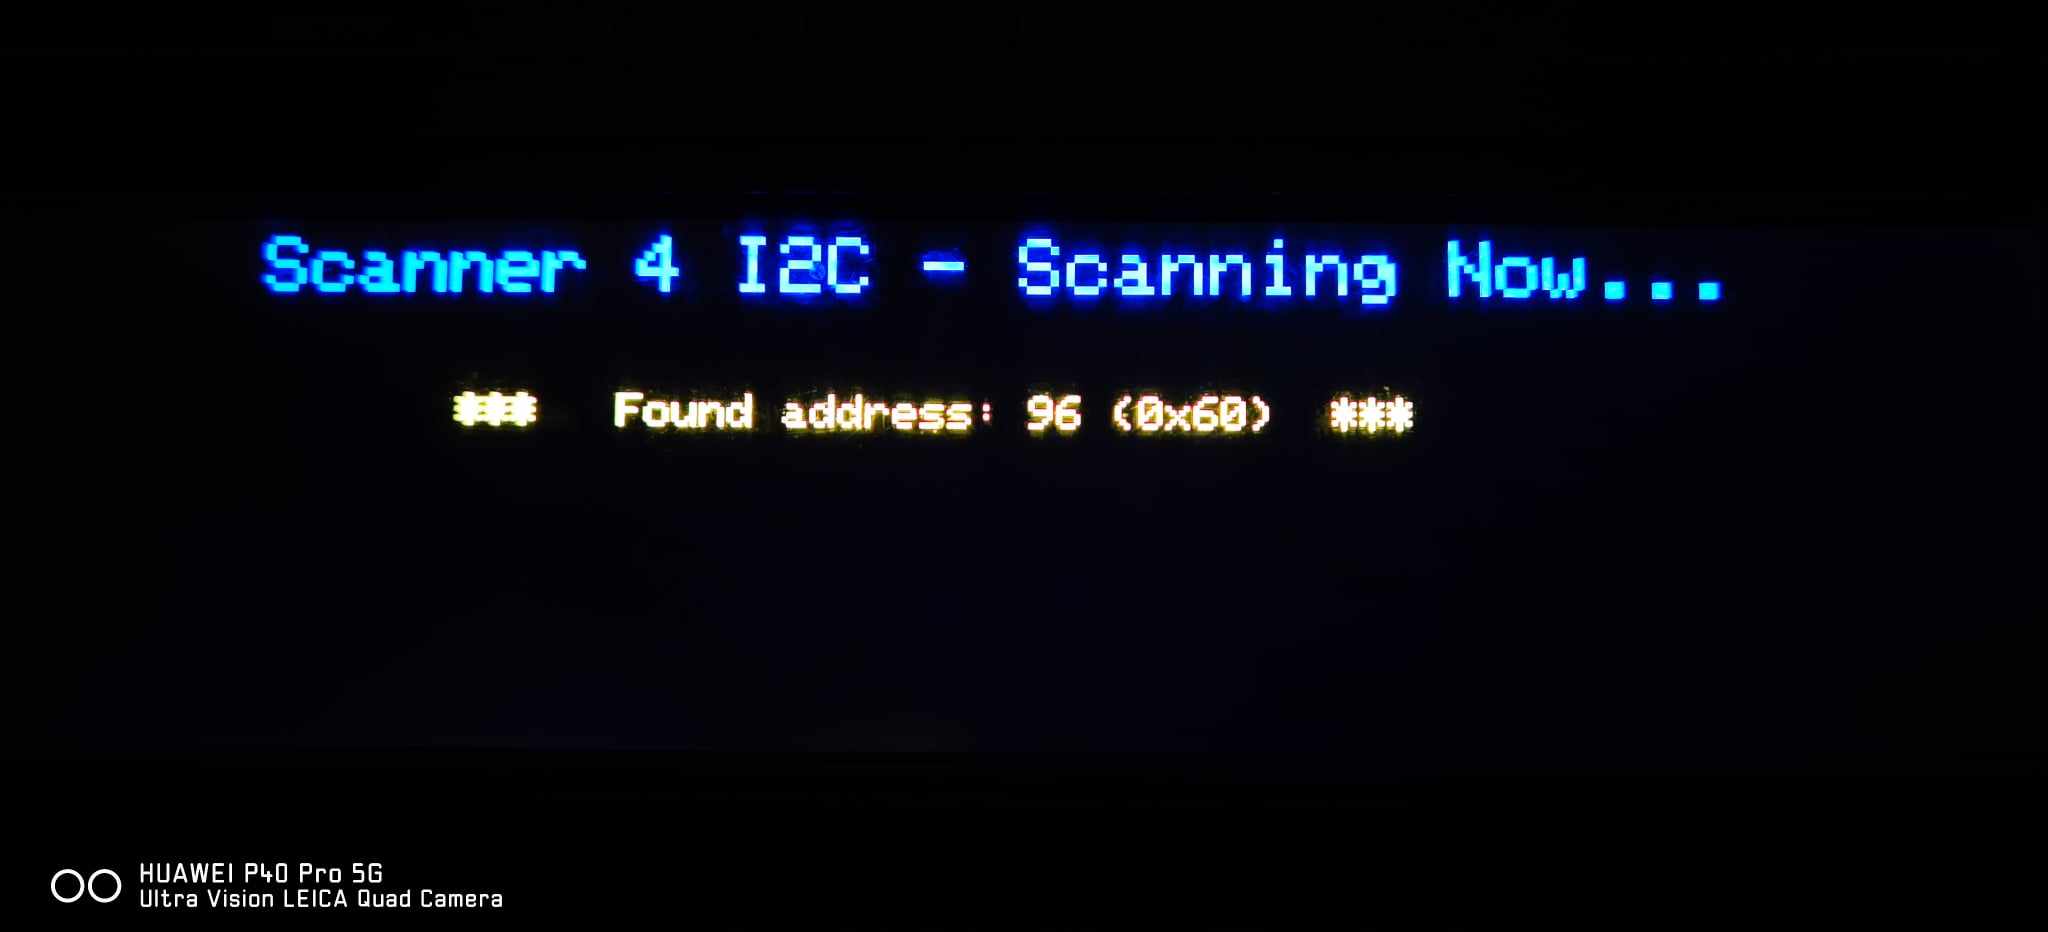 Scanner 4 I2C - Scanning Now...
*** Found address: 96 (0x60) ***
HUAWEI P40 Pro 5G
Ultra Vision LEICA Quad Camera